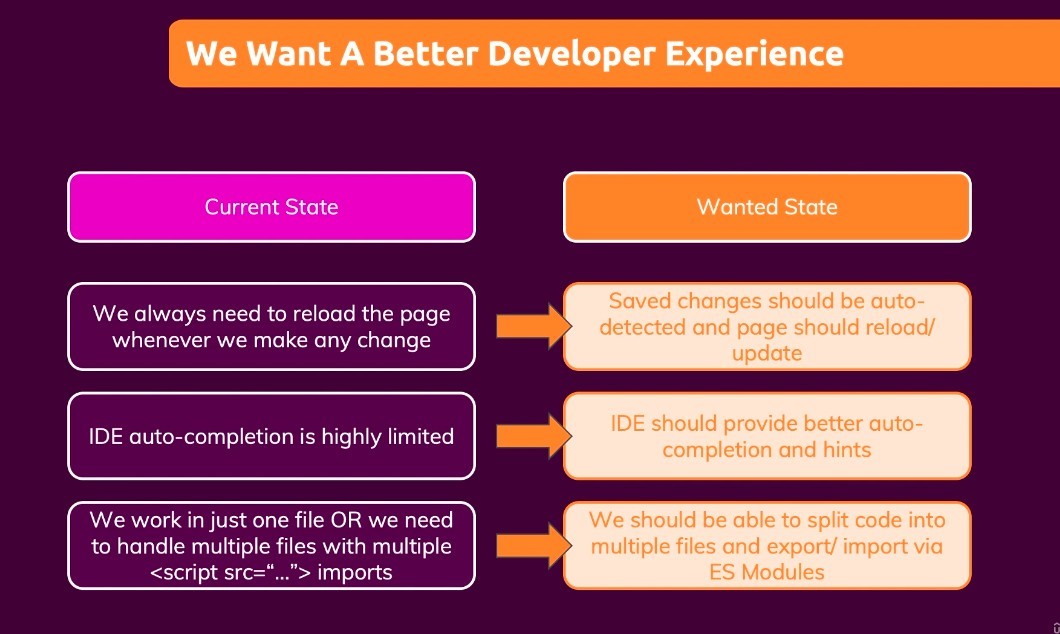 We Want A Better Developer Experience
Current State
Wanted State
We always need to reload the page
whenever we make any change
Saved changes should be auto-
detected and page should reload/
update
IDE auto-completion is highly limited
IDE should provide better auto-
completion and hints
We work in just one file OR we need
to handle multiple files with multiple
<script src=“...”> imports
We should be able to split code into
multiple files and export/ import via
ES Modules